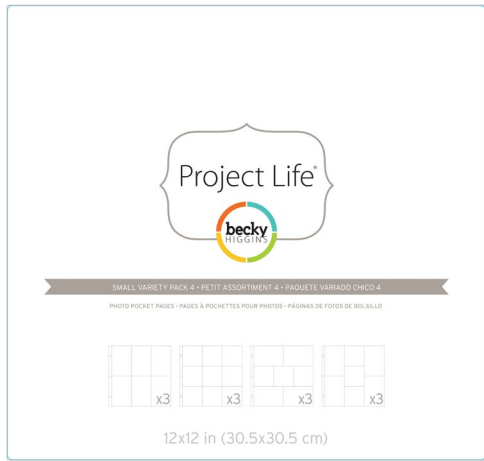 Project Life®
becky
HIGGINS
SMALL VARIETY PACK 4 • PETIT ASSORTIMENT 4 • PAQUETE VARIADO CHICO 4
PHOTO POCKET PAGES • PAGES À POCHETTES POUR PHOTOS • PÁGINAS DE FOTOS DE BOLSILLO
x3 x3 x3 x3
12x12 in (30.5x30.5 cm)